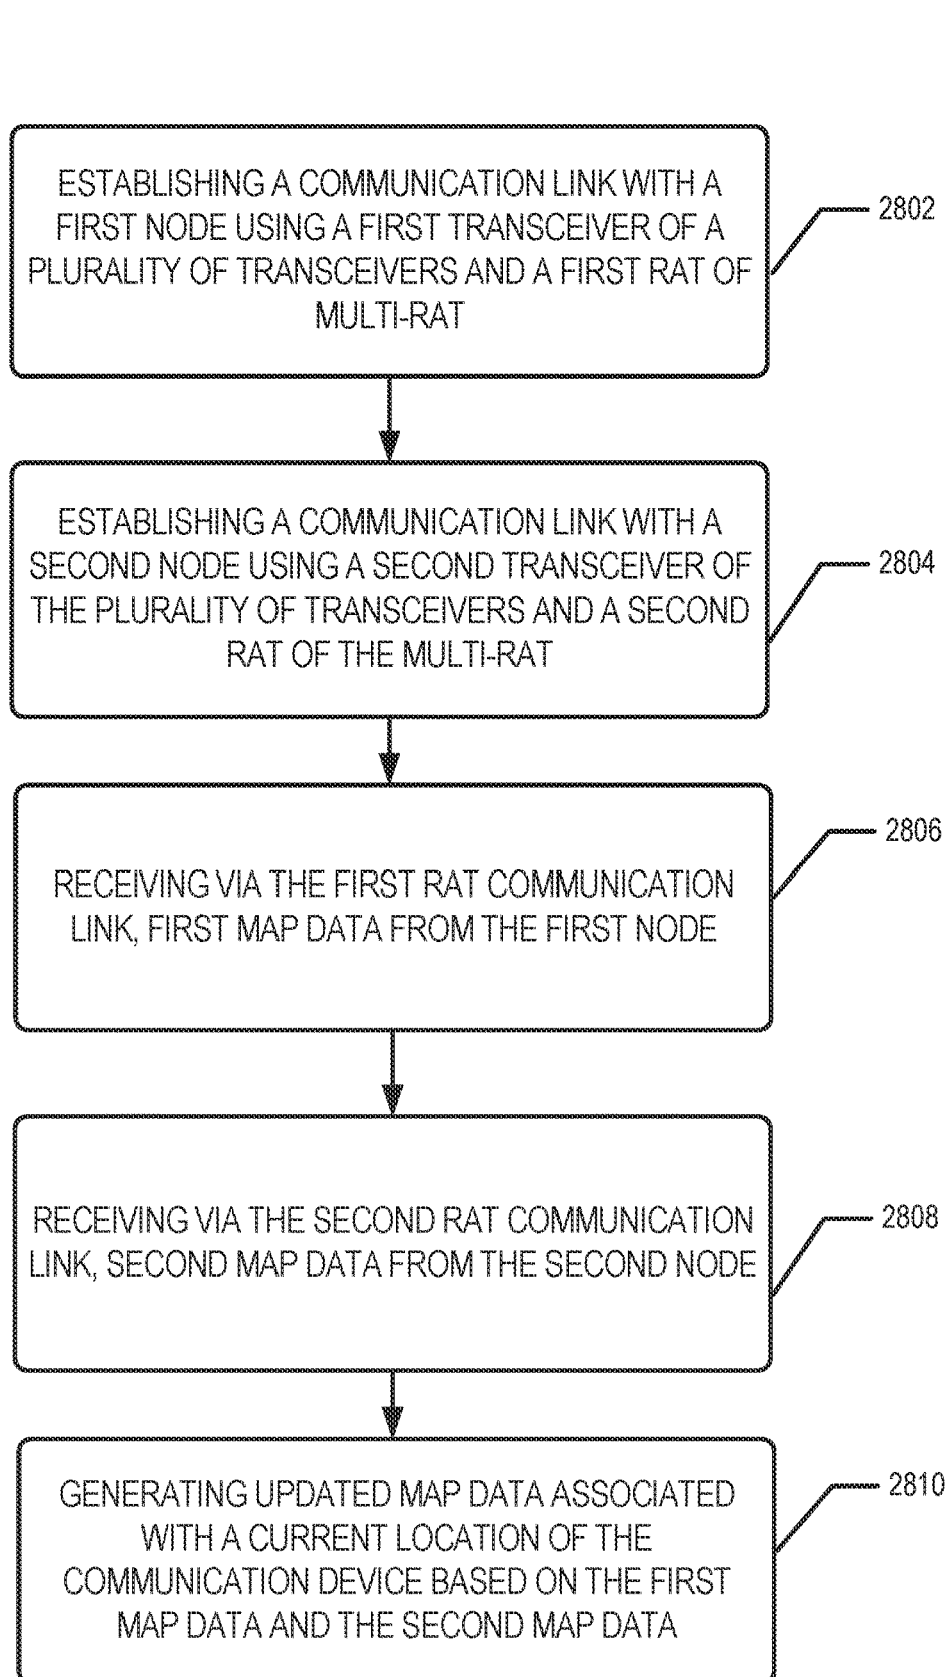 ESTABLISHING A COMMUNICATION LINK WITH A
FIRST NODE USING A FIRST TRANSCEIVER OF A
PLURALITY OF TRANSCEIVERS AND A FIRST RAT OF
MULTI-RAT
2802
ESTABLISHING A COMMUNICATION LINK WITH A
SECOND NODE USING A SECOND TRANSCEIVER OF
THE PLURALITY OF TRANSCEIVERS AND A SECOND
RAT OF THE MULTI-RAT
2804
RECEIVING VIA THE FIRST RAT COMMUNICATION
LINK, FIRST MAP DATA FROM THE FIRST NODE
2806
RECEIVING VIA THE SECOND RAT COMMUNICATION
LINK, SECOND MAP DATA FROM THE SECOND NODE
2808
GENERATING UPDATED MAP DATA ASSOCIATED
WITH A CURRENT LOCATION OF THE
COMMUNICATION DEVICE BASED ON THE FIRST
MAP DATA AND THE SECOND MAP DATA
2810